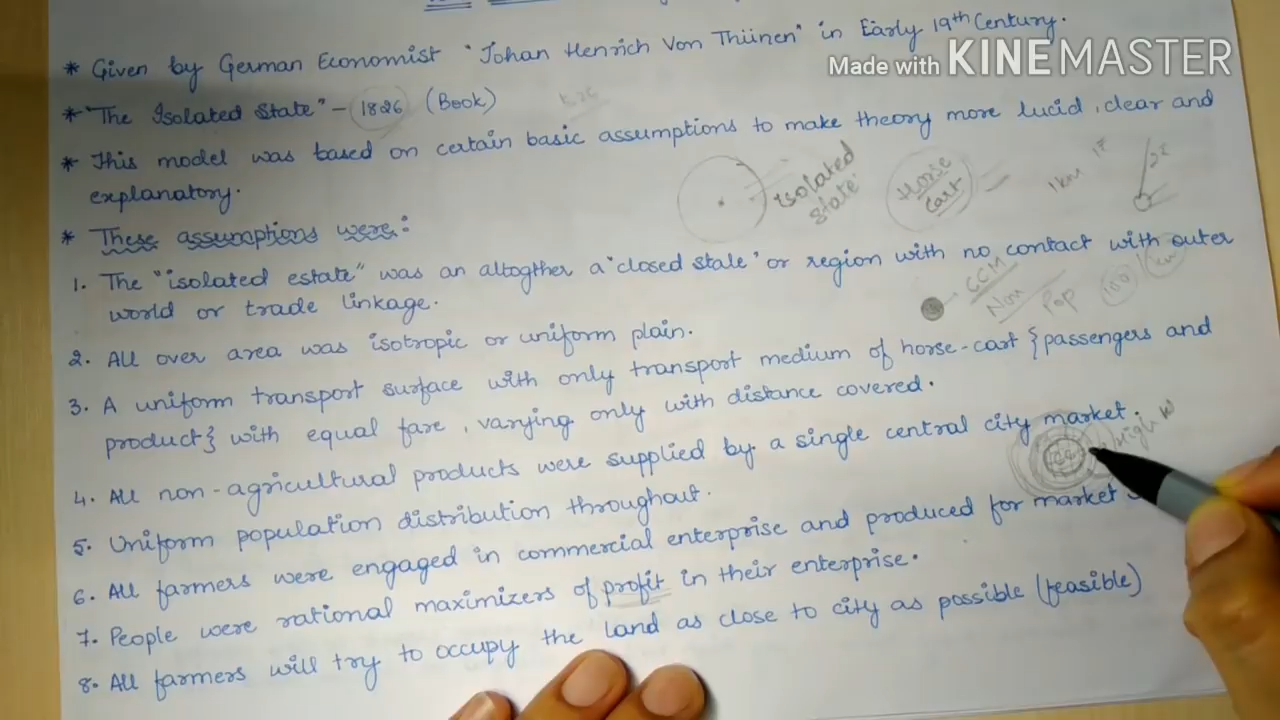 * Given by German Economist "Johan Henrich Von Thünen" in Early 19th Century.
Made with KINEMASTER
* "The Isolated State" - 1826 (Book)
* This model was based on certain basic assumptions to make theory more lucid, clear and
explanatory.
isolated
state
Horse
cart
1km
* These assumptions were:
1. The "isolated estate" was an altogther a 'closed state' or region with no contact with outer
world or trade linkage.
CCM
Non
Pop
100
2. All over area was isotropic or uniform plain.
3. A uniform transport surface with only transport medium of horse-cart {passengers and
product} with equal fare, varying only with distance covered.
4. All non-agricultural products were supplied by a single central city market.
High
5. Uniform population distribution throughout.
6. All farmers were engaged in commercial enterprise and produced for market
7. People were rational maximizers of profit in their enterprise.
8. All farmers will try to occupy the land as close to city as possible (feasible)